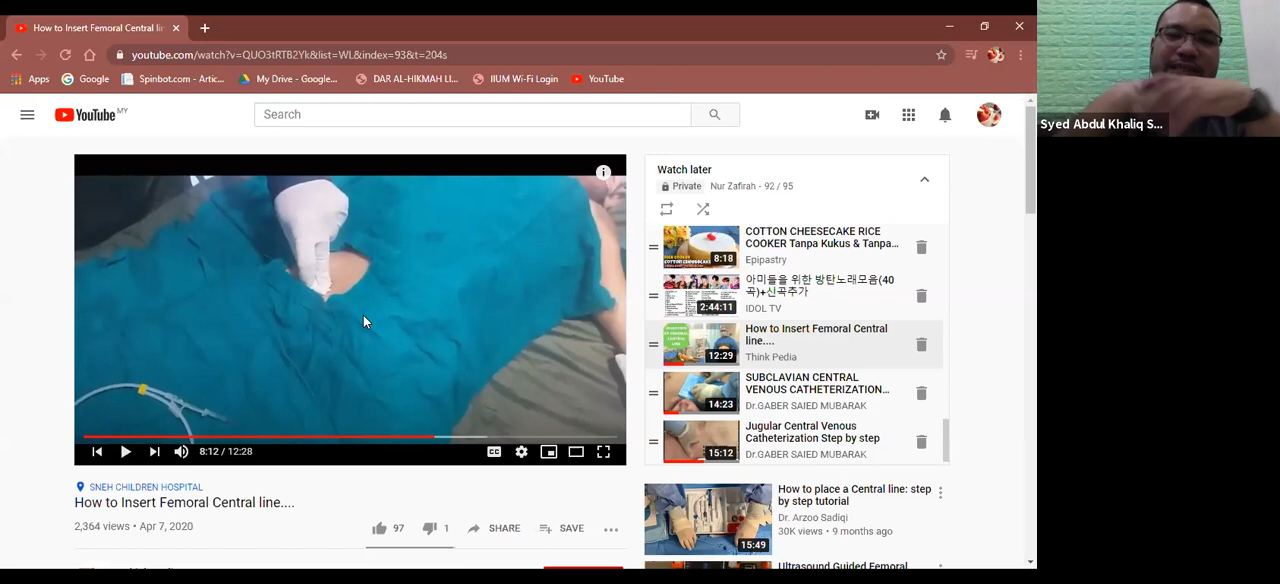 How to Insert Femoral Central lin
youtube.com/watch?v=QUO3tRTB2Yk&list=WL&index=93&t=204s
Apps
Google
Spinbot.com - Artic...
My Drive - Google...
DAR AL-HIKMAH LI...
IIUM Wi-Fi Login
YouTube
YouTube MY
Search
Syed Abdul Khaliq S...
Watch later
Private
Nur Zafirah - 92 / 95
COTTON CHEESECAKE RICE
COOKER Tanpa Kukus & Tanpa...
Epipastry
8:18
아미들을 위한 방탄노래모음(40
곡)+신곡추가
IDOL TV
2:44:11
How to Insert Femoral Central
line....
Think Pedia
12:29
SUBCLAVIAN CENTRAL
VENOUS CATHETERIZATION...
Dr.GABER SAIED MUBARAK
14:23
Jugular Central Venous
Catheterization Step by step
Dr.GABER SAIED MUBARAK
15:12
8:12 / 12:28
CC
SNEH CHILDREN HOSPITAL
How to Insert Femoral Central line....
2,364 views • Apr 7, 2020
97
1
SHARE
SAVE
How to place a Central line: step
by step tutorial
Dr. Arzoo Sadiqi
30K views • 9 months ago
15:49
Ultrasound Guided Femoral